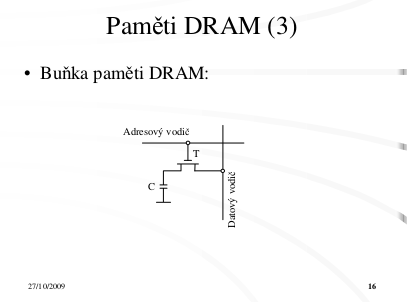 Paměti DRAM (3)
• Buňka paměti DRAM:
Adresový vodič
T
C
Datový vodič
27/10/2009
16